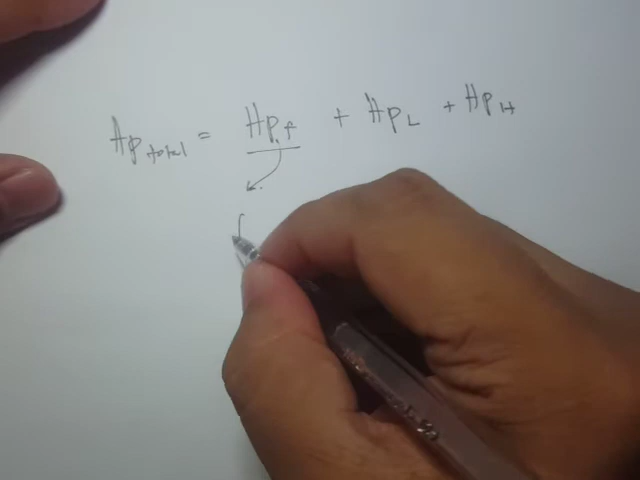 Hp total = Hp.f + Hp L + Hp H